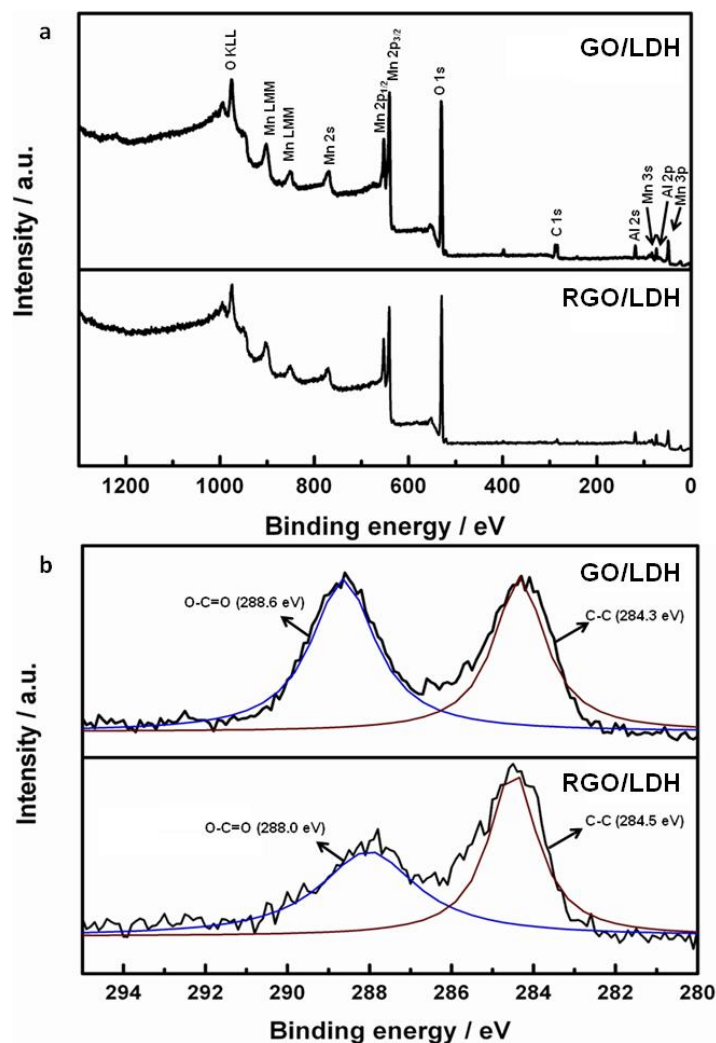 a
GO/LDH
O KLL
Mn LMM
Mn LMM
Mn 2s
Mn 2p1/2
Mn 2p3/2
O 1s
C 1s
Al 2s
Mn 3s
Al 2p
Mn 3p
RGO/LDH
Intensity / a.u.
1200 1000 800 600 400 200 0
Binding energy / eV
b
GO/LDH
O-C=O (288.6 eV)
C-C (284.3 eV)
RGO/LDH
O-C=O (288.0 eV)
C-C (284.5 eV)
Intensity / a.u.
294 292 290 288 286 284 282 280
Binding energy / eV